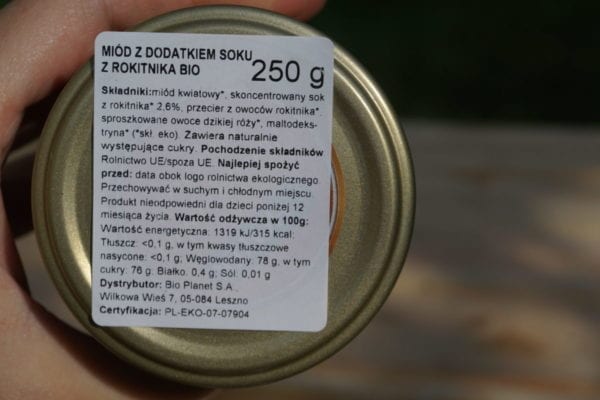 MIÓD Z DODATKIEM SOKU
Z ROKITNIKA BIO 250 g
Składniki:miód kwiatowy*, skoncentrowany sok
z rokitnika* 2,6%, przecier z owoców rokitnika*,
sproszkowane owoce dzikiej róży*, maltodeks-
tryna* (*skł. eko). Zawiera naturalnie
występujące cukry. Pochodzenie składników
Rolnictwo UE/spoza UE. Najlepiej spożyć
przed: data obok logo rolnictwa ekologicznego.
Przechowywać w suchym i chłodnym miejscu.
Produkt nieodpowiedni dla dzieci poniżej 12
miesiąca życia. Wartość odżywcza w 100g:
Wartość energetyczna: 1319 kJ/315 kcal;
Tłuszcz: <0,1 g, w tym kwasy tłuszczowe
nasycone: <0,1 g; Węglowodany: 78 g, w tym
cukry: 76 g; Białko: 0,4 g; Sól: 0,01 g
Dystrybutor: Bio Planet S.A.,
Wilkowa Wieś 7, 05-084 Leszno
Certyfikacja: PL-EKO-07-07904